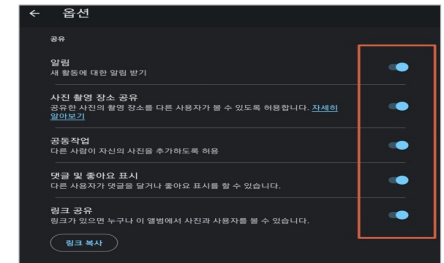 옵션
공유
알림
새 활동에 대한 알림 받기
사진 촬영 장소 공유
공유한 사진의 촬영 장소를 다른 사용자가 볼 수 있도록 허용합니다. 자세히
알아보기
공동작업
다른 사람이 자신의 사진을 추가하도록 허용
댓글 및 좋아요 표시
다른 사용자가 댓글을 달거나 좋아요 표시를 할 수 있습니다.
링크 공유
링크가 있으면 누구나 이 앨범에서 사진과 사용자를 볼 수 있습니다.
링크 복사